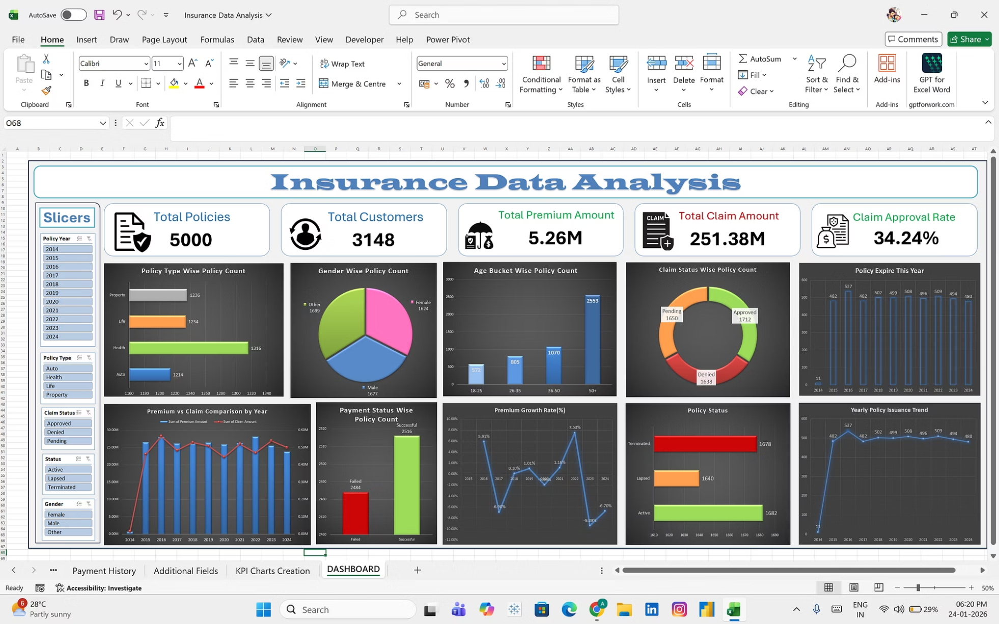 AutoSave
Insurance Data Analysis
Search
File Home Insert Draw Page Layout Formulas Data Review View Developer Help Power Pivot
Comments
Share
Paste
Calibri 11
B I U
Wrap Text
Merge & Centre
General
Conditional Formatting
Format as Table
Cell Styles
Insert Delete Format
AutoSum
Fill
Clear
Sort & Filter
Find & Select
Add-ins
GPT for Excel Word
Clipboard Font Alignment Number Styles Cells Editing Add-ins gptforwork.com
O68
fx
A B C D E F G H I J K L M N O P Q R S T U V W X Y Z AA AB AC AD AE AF AG AH AI AJ AK AL AM AN AO AP AQ AR AS AT
Insurance Data Analysis
Slicers
Policy Year
2014
2015
2016
2017
2018
2019
2020
2021
2022
2023
2024
Policy Type
Auto
Health
Life
Property
Claim Status
Approved
Denied
Pending
Status
Active
Lapsed
Terminated
Gender
Female
Male
Other
Total Policies
5000
Total Customers
3148
Total Premium Amount
5.26M
CLAIM
Total Claim Amount
251.38M
Claim Approval Rate
34.24%
Policy Type Wise Policy Count
Property 1236
Life 1234
Health 1316
Auto 1214
1160 1180 1200 1220 1240 1260 1280 1300 1320 1340
Gender Wise Policy Count
Other
1699
Female
1624
Male
1677
Age Bucket Wise Policy Count
3000
2500
2000
1500
1000
500
0
572 805 1070 2553
18-25 26-35 36-50 50+
Claim Status Wise Policy Count
Pending
1650
Approved
1712
Denied
1638
Policy Expire This Year
600
500
400
300
200
100
0
11 482 537 482 502 499 508 496 509 494 480
2014 2015 2016 2017 2018 2019 2020 2021 2022 2023 2024
Premium vs Claim Comparison by Year
Sum of Premium Amount Sum of Claim Amount
30.00M 0.60M
25.00M 0.50M
20.00M 0.40M
15.00M 0.30M
10.00M 0.20M
5.00M 0.10M
0.00M 0.00M
2014 2015 2016 2017 2018 2019 2020 2021 2022 2023 2024
Payment Status Wise
Policy Count
2520
2510
2500
2490
2480
2470
2460
Successful
2516
Failed
2484
Failed Successful
Premium Growth Rate(%)
10.00%
8.00%
6.00%
4.00%
2.00%
0.00%
-2.00%
-4.00%
-6.00%
-8.00%
-10.00%
-12.00%
5.91% -6.90% 0.10% 1.01% 1.16% 7.53% -9.39% -6.70%
2015 2016 2017 2018 2019 2020 2021 2022 2023 2024
Policy Status
Terminated 1678
Lapsed 1640
Active 1682
1610 1620 1630 1640 1650 1660 1670 1680 1690
Yearly Policy Issuance Trend
600
500
400
300
200
100
0
11 482 537 482 502 499 508 496 509 494 480
2014 2015 2016 2017 2018 2019 2020 2021 2022 2023 2024
Payment History Additional Fields KPI Charts Creation DASHBOARD
Ready
Accessibility: Investigate
50%
6
28°C
Partly sunny
Search
A
ENG
IN
29%
06:20 PM
24-01-2026